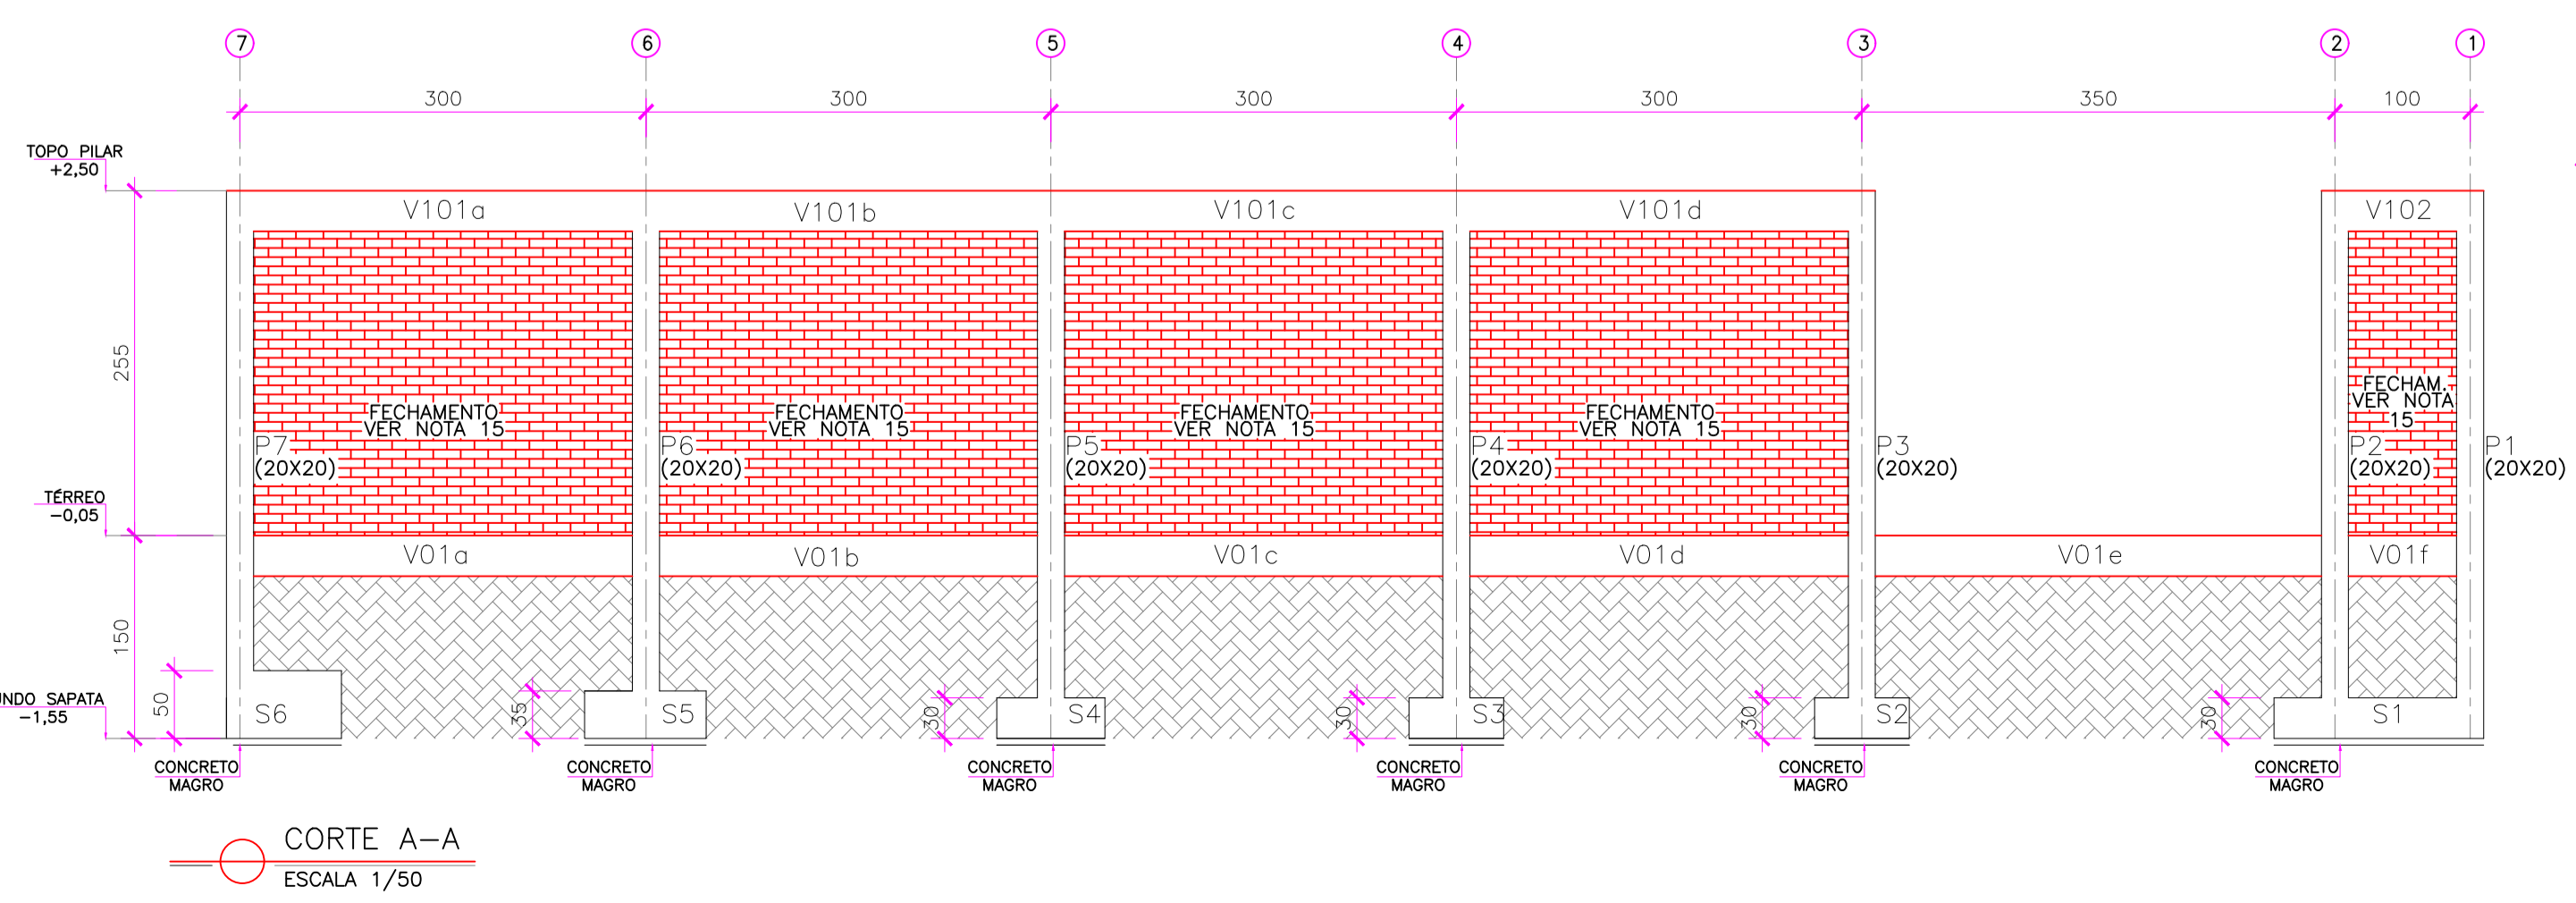 7 6 5 4 3 2 1
300 300 300 300 350 100
TOPO PILAR
+2,50
V101a V101b V101c V101d V102
255
FECHAMENTO
VER NOTA 15
FECHAMENTO
VER NOTA 15
FECHAMENTO
VER NOTA 15
FECHAMENTO
VER NOTA 15
FECHAM.
VER NOTA
15
P7
(20X20)
P6
(20X20)
P5
(20X20)
P4
(20X20)
P3
(20X20)
P2
(20X20)
P1
(20X20)
TÉRREO
-0,05
V01a V01b V01c V01d V01e V01f
150
50 35 30 30 30 30
UNDO SAPATA
-1,55
S6 S5 S4 S3 S2 S1
CONCRETO
MAGRO
CONCRETO
MAGRO
CONCRETO
MAGRO
CONCRETO
MAGRO
CONCRETO
MAGRO
CONCRETO
MAGRO
CORTE A-A
ESCALA 1/50